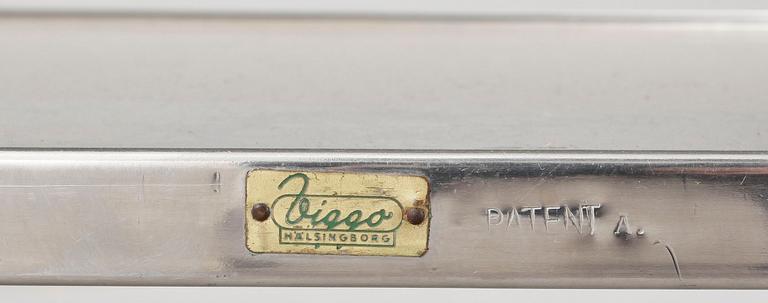 Viggo
HÄLSINGBORG
PATENT A.